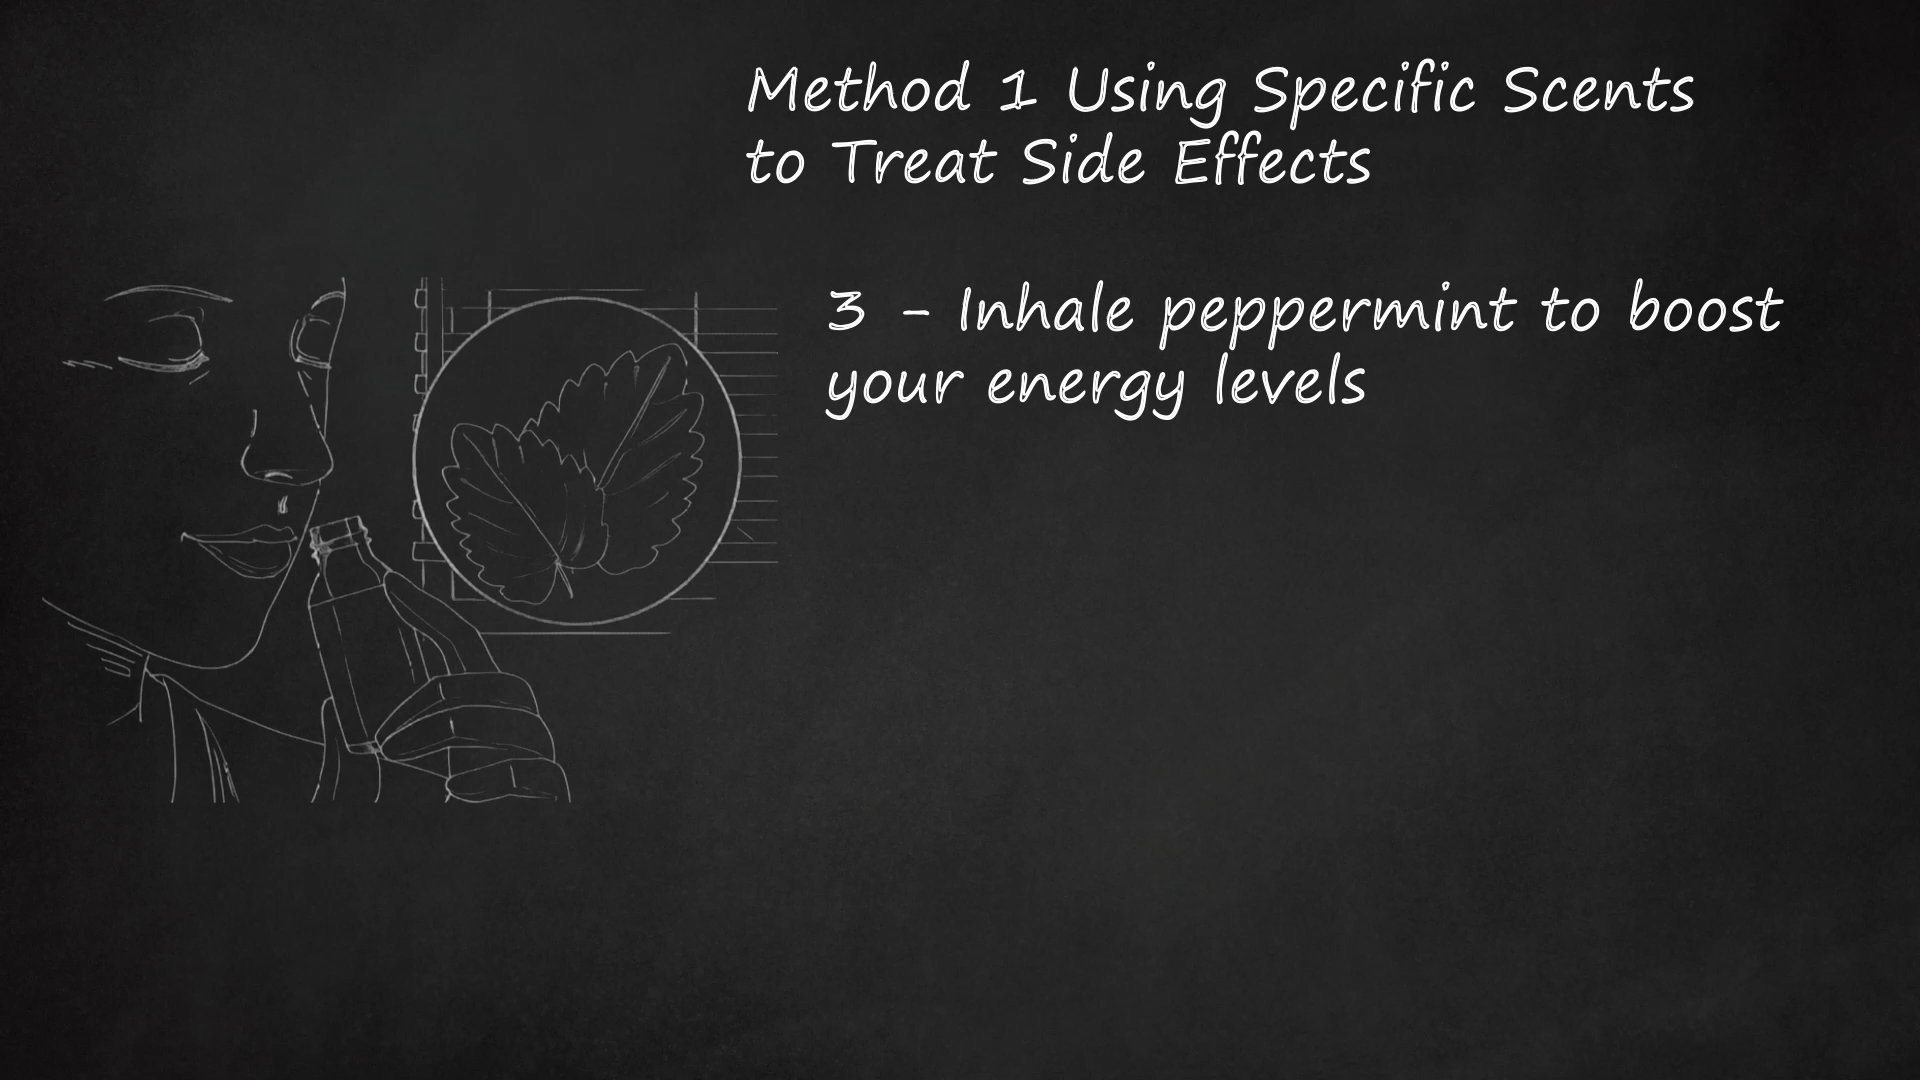 Method 1 Using Specific Scents
to Treat Side Effects
3 - Inhale peppermint to boost
your energy levels